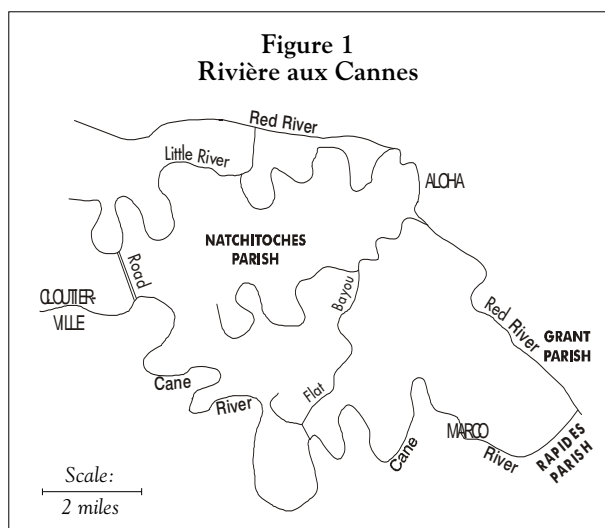 Figure 1
Rivière aux Cannes
Red River
Little River
ALOHA
NATCHITOCHES
PARISH
Road
Bayou
CLOUTIER-
VILLE
Red River
GRANT
PARISH
Cane
River
Flat
Cane
MARCO
River
RAPIDES
PARISH
Scale:
2 miles